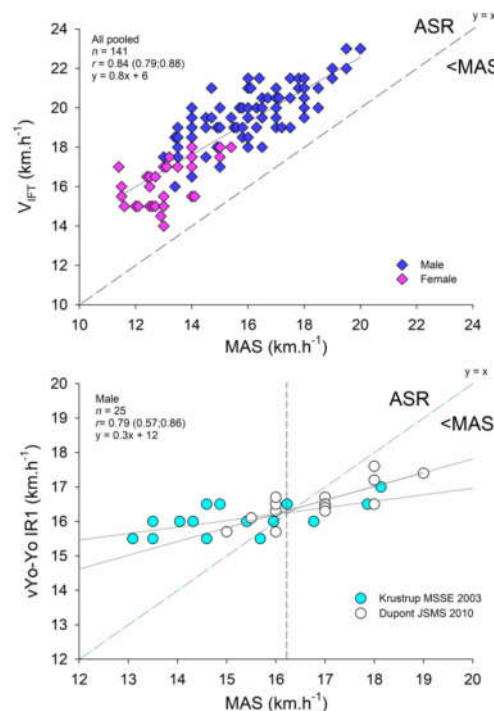 All pooled
n = 141
r = 0.84 (0.79;0.88)
y = 0.8x + 6
y = x
ASR
<MAS
24
22
20
18
16
14
12
10
V_IFT (km.h⁻¹)
Male
Female
10 12 14 16 18 20 22 24
MAS (km.h⁻¹)
Male
n = 25
r= 0.79 (0.57;0.86)
y = 0.3x + 12
y = x
ASR
<MAS
20
19
18
17
16
15
14
13
12
vYo-Yo IR1 (km.h⁻¹)
Krustrup MSSE 2003
Dupont JSMS 2010
12 13 14 15 16 17 18 19 20
MAS (km.h⁻¹)